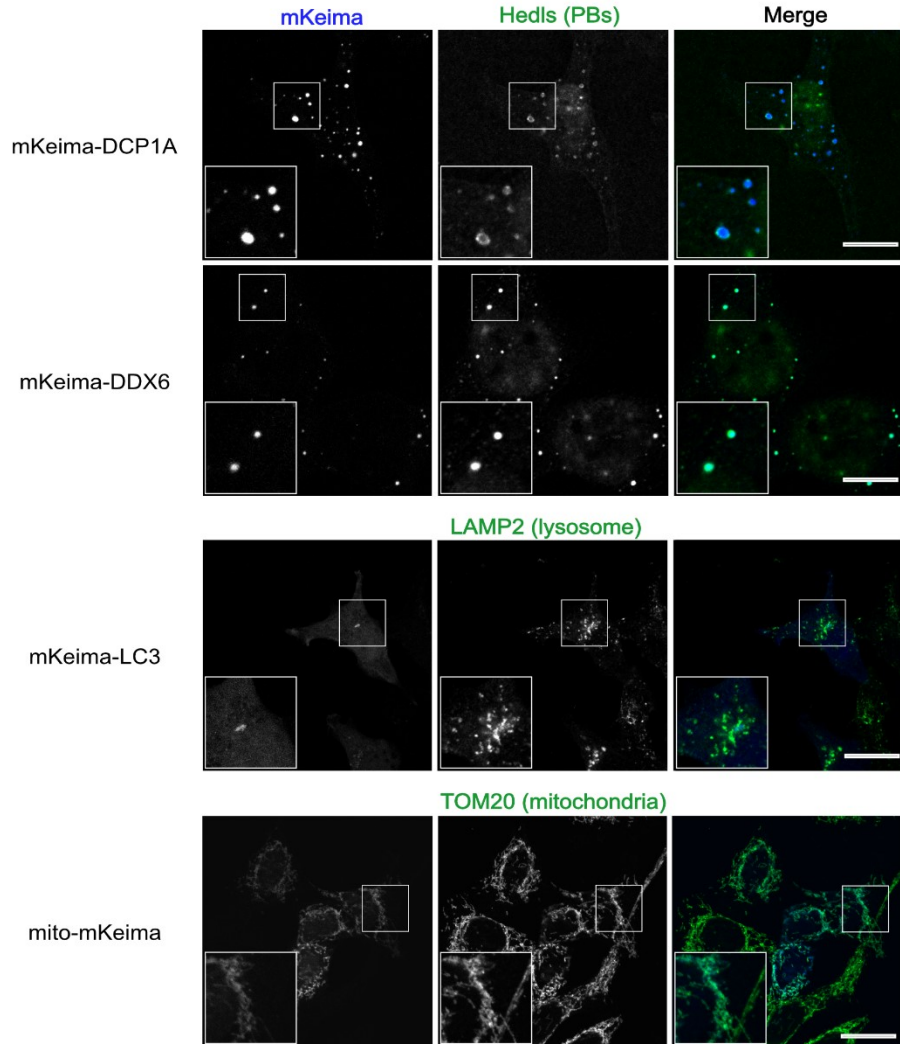 mKeima Hedls (PBs) Merge
mKeima-DCP1A
mKeima-DDX6
LAMP2 (lysosome)
mKeima-LC3
TOM20 (mitochondria)
mito-mKeima